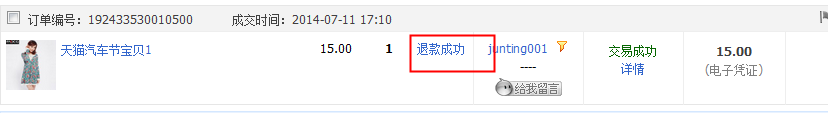 订单编号：192433530010500 成交时间：2014-07-11 17:10
天猫汽车节宝贝1 15.00 1 退款成功 junting001 交易成功 15.00
---- 详情 （电子凭证）
给我留言